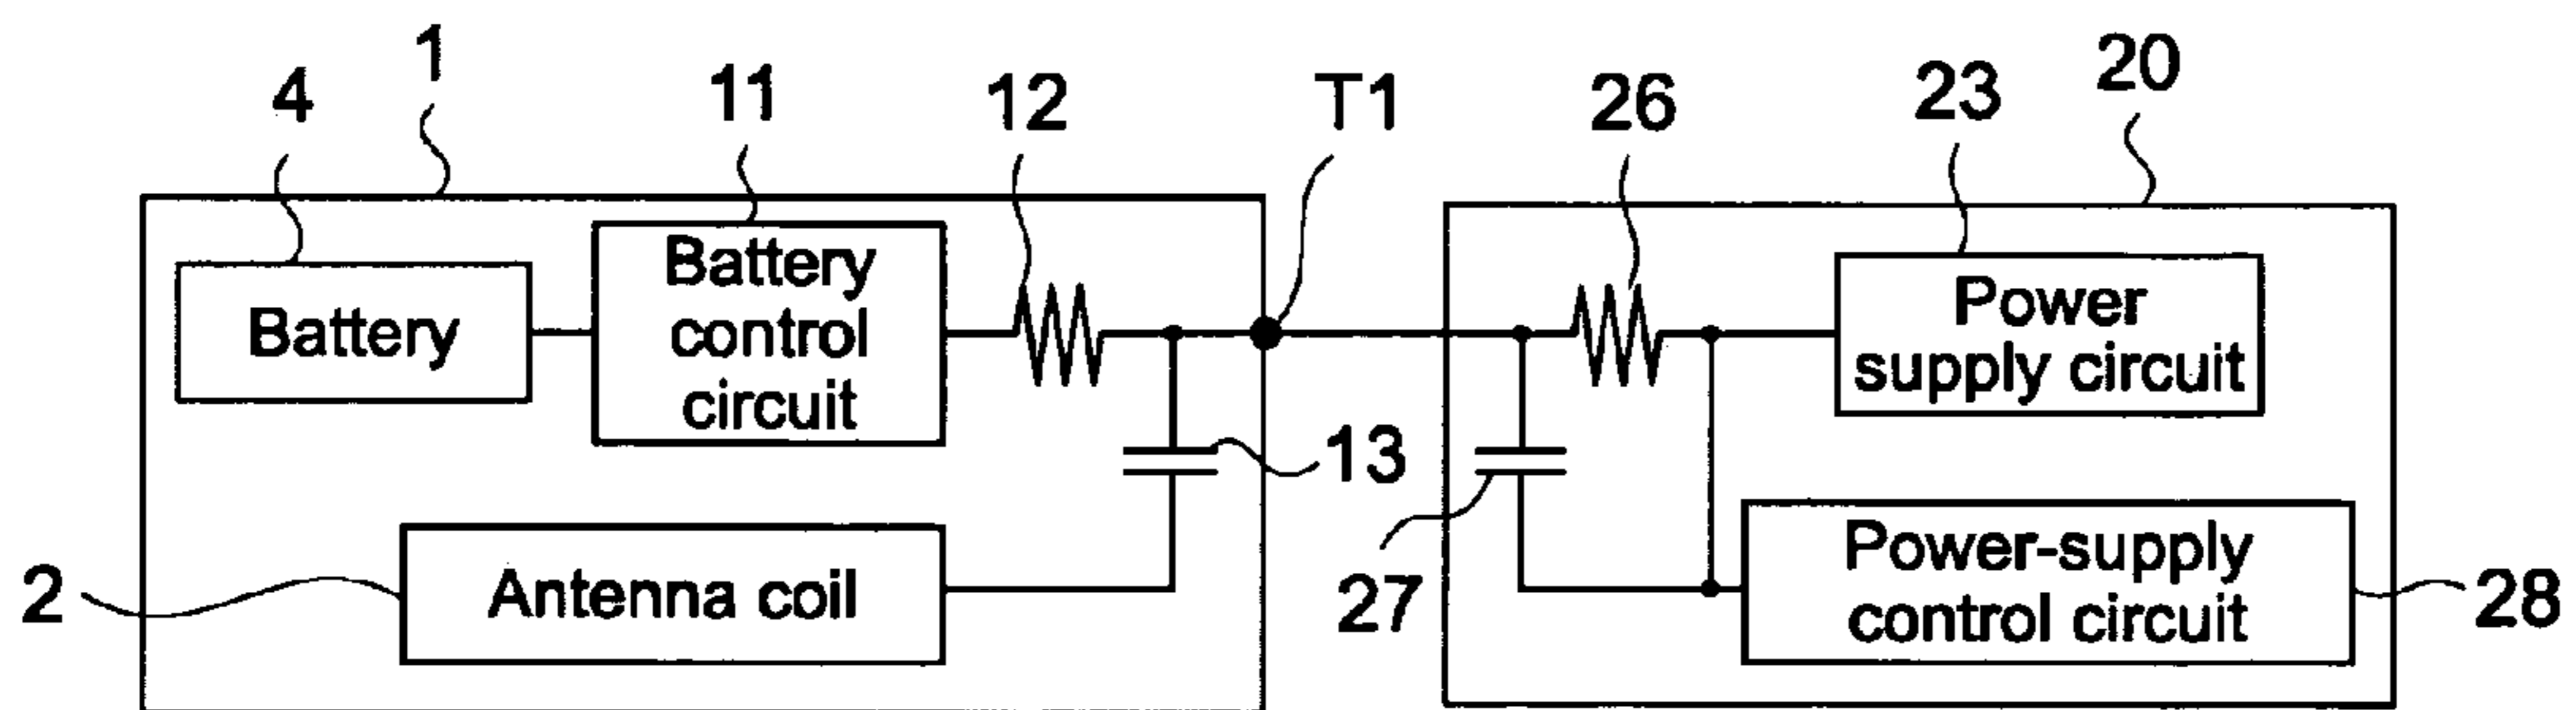 1
4
11
12
T1
26
23
20
Battery
Battery
control
circuit
Power
supply circuit
13
27
2
Antenna coil
Power-supply
control circuit
28